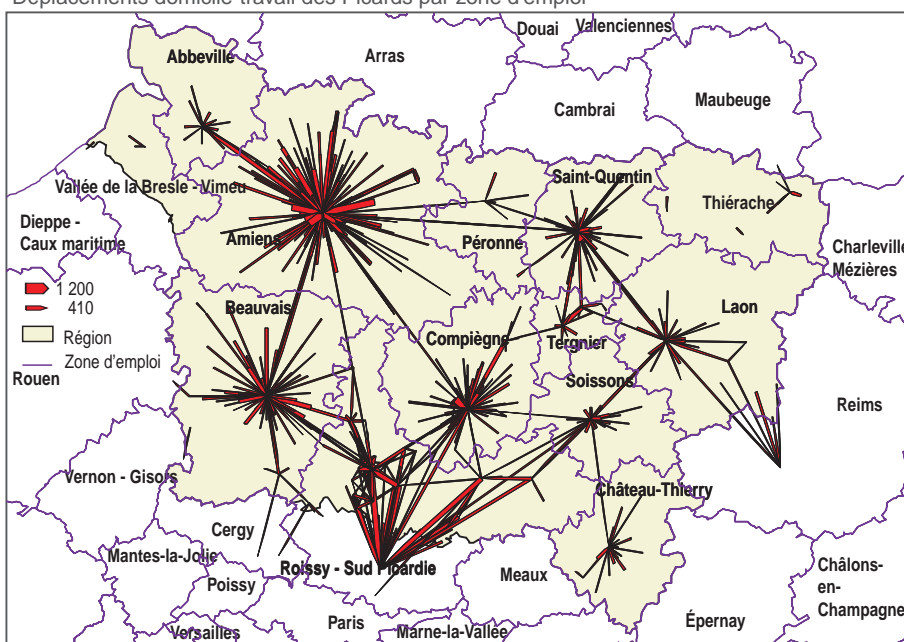 Déplacements domicile-travail des Picards par zone d'emploi
Douai
Valenciennes
Abbeville
Arras
Cambrai
Maubeuge
Saint-Quentin
Vallée de la Bresle - Vimeu
Thiérache
Dieppe -
Caux maritime
Amiens
Péronne
Charleville
Mézières
1 200
410
Région
Zone d'emploi
Beauvais
Laon
Compiègne
Tergnier
Rouen
Soissons
Reims
Vernon - Gisors
Château-Thierry
Cergy
Mantes-la-Jolie
Roissy - Sud Picardie
Meaux
Châlons-
en-
Champagne
Poissy
Paris
Épernay
Versailles
Marne-la-Vallée